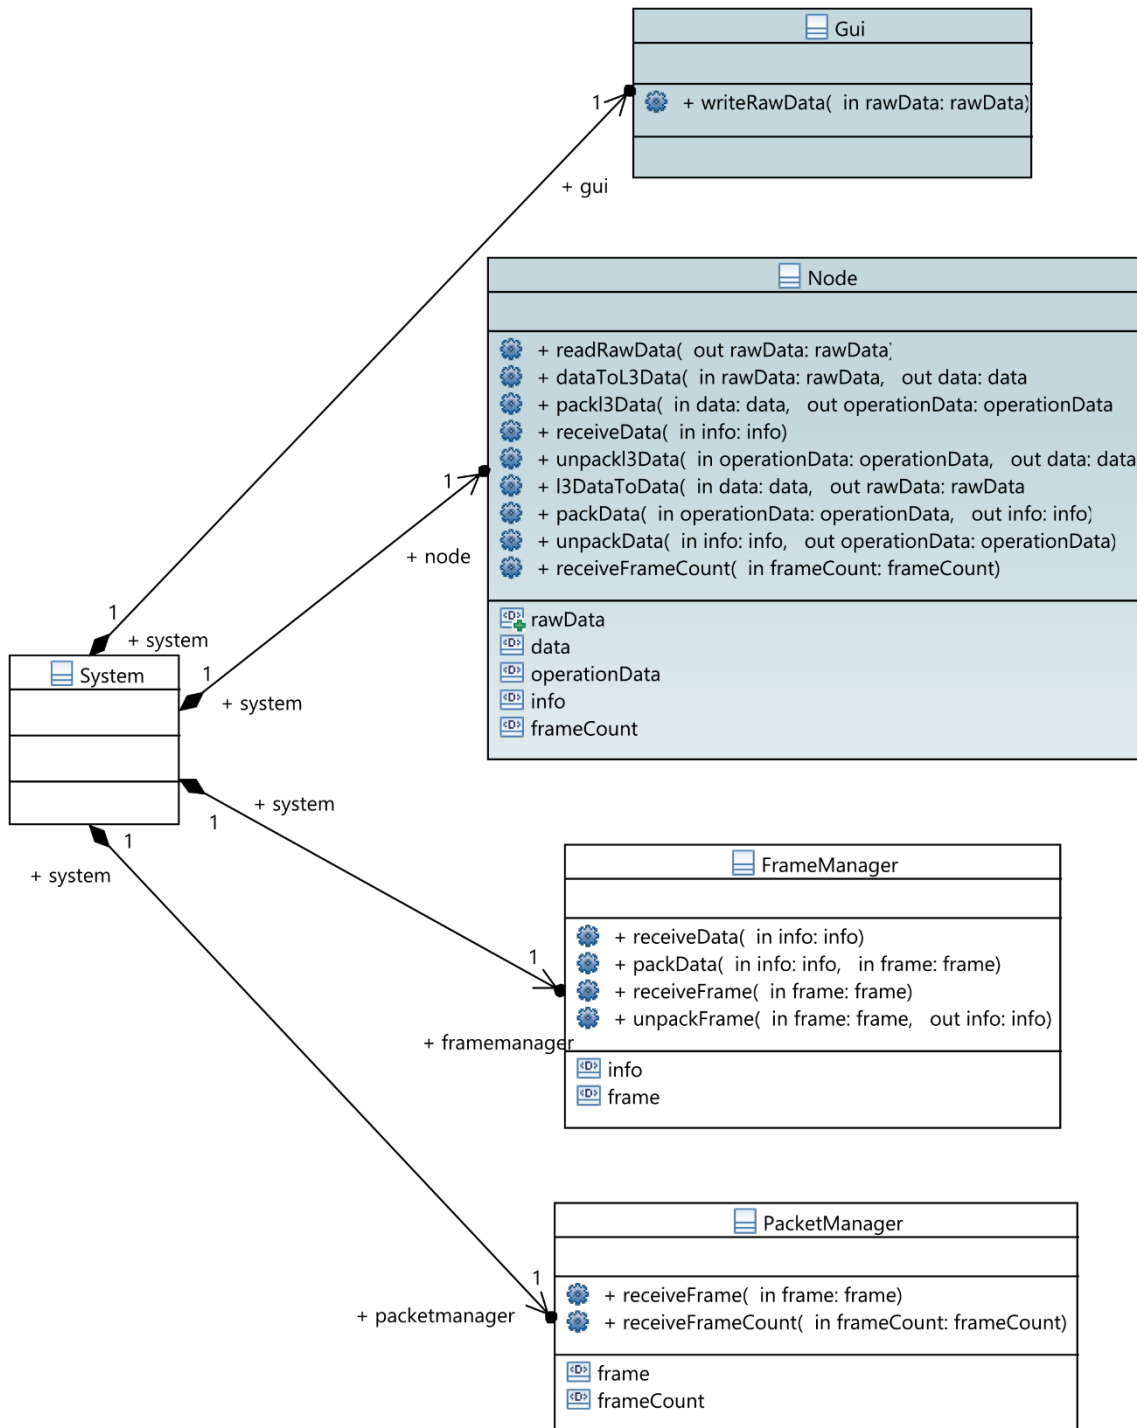 Gui
+ writeRawData( in rawData: rawData)
1
+ gui
Node
+ readRawData( out rawData: rawData)
+ dataToL3Data( in rawData: rawData, out data: data
+ packl3Data( in data: data, out operationData: operationData
+ receiveData( in info: info)
+ unpackl3Data( in operationData: operationData, out data: data
+ l3DataToData( in data: data, out rawData: rawData
+ packData( in operationData: operationData, out info: info)
+ unpackData( in info: info, out operationData: operationData)
+ receiveFrameCount( in frameCount: frameCount)
rawData
data
operationData
info
frameCount
1
+ node
1
+ system
1
+ system
System
+ system
1
1
+ system
FrameManager
+ receiveData( in info: info)
+ packData( in info: info, in frame: frame)
+ receiveFrame( in frame: frame)
+ unpackFrame( in frame: frame, out info: info)
info
frame
1
+ framemanager
PacketManager
+ receiveFrame( in frame: frame)
+ receiveFrameCount( in frameCount: frameCount)
frame
frameCount
1
+ packetmanager